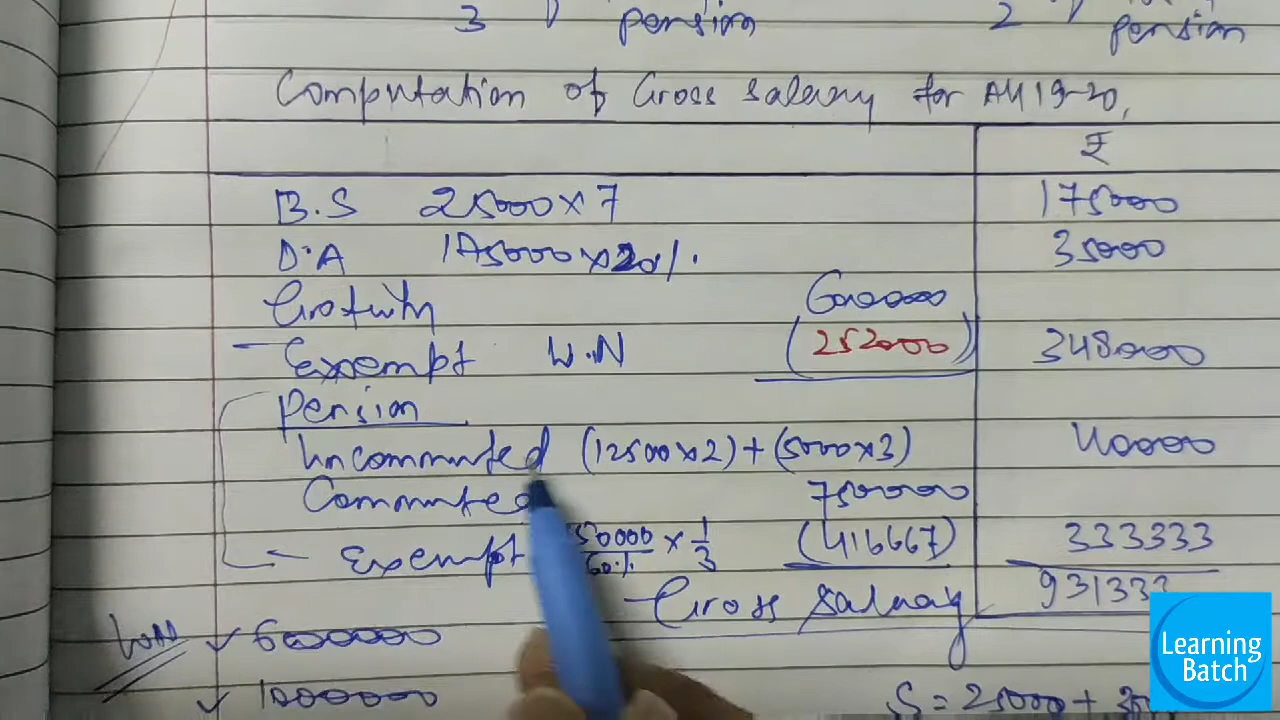 3 pension 2 pension
Computation of Gross Salary for AY 19-20,
₹
B.S 25000×7 175000
D.A 175000×20%. 35000
Gratuity 600000
Exempt W.N (252000) 348000
Pension
Uncommuted (12500×2)+(5000×3) 40000
Commuted 750000
Exempt 50000/60% × 1/3 (416667) 333333
Gross Salary 93133
600000
1000000
S = 25000+
Learning
Batch